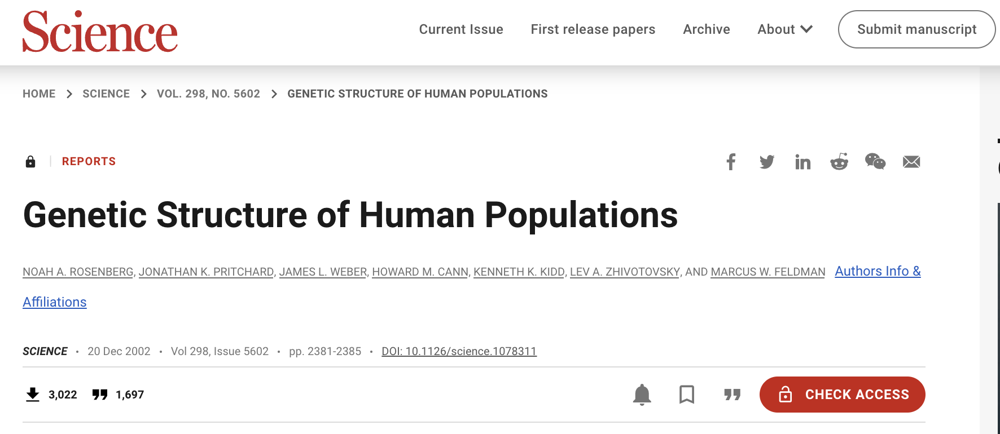 Science
Current Issue First release papers Archive About Submit manuscript
HOME SCIENCE VOL. 298, NO. 5602 GENETIC STRUCTURE OF HUMAN POPULATIONS
REPORTS
Genetic Structure of Human Populations
NOAH A. ROSENBERG, JONATHAN K. PRITCHARD, JAMES L. WEBER, HOWARD M. CANN, KENNETH K. KIDD, LEV A. ZHIVOTOVSKY, AND MARCUS W. FELDMAN Authors Info &
Affiliations
SCIENCE • 20 Dec 2002 • Vol 298, Issue 5602 • pp. 2381-2385 • DOI: 10.1126/science.1078311
3,022 1,697 CHECK ACCESS